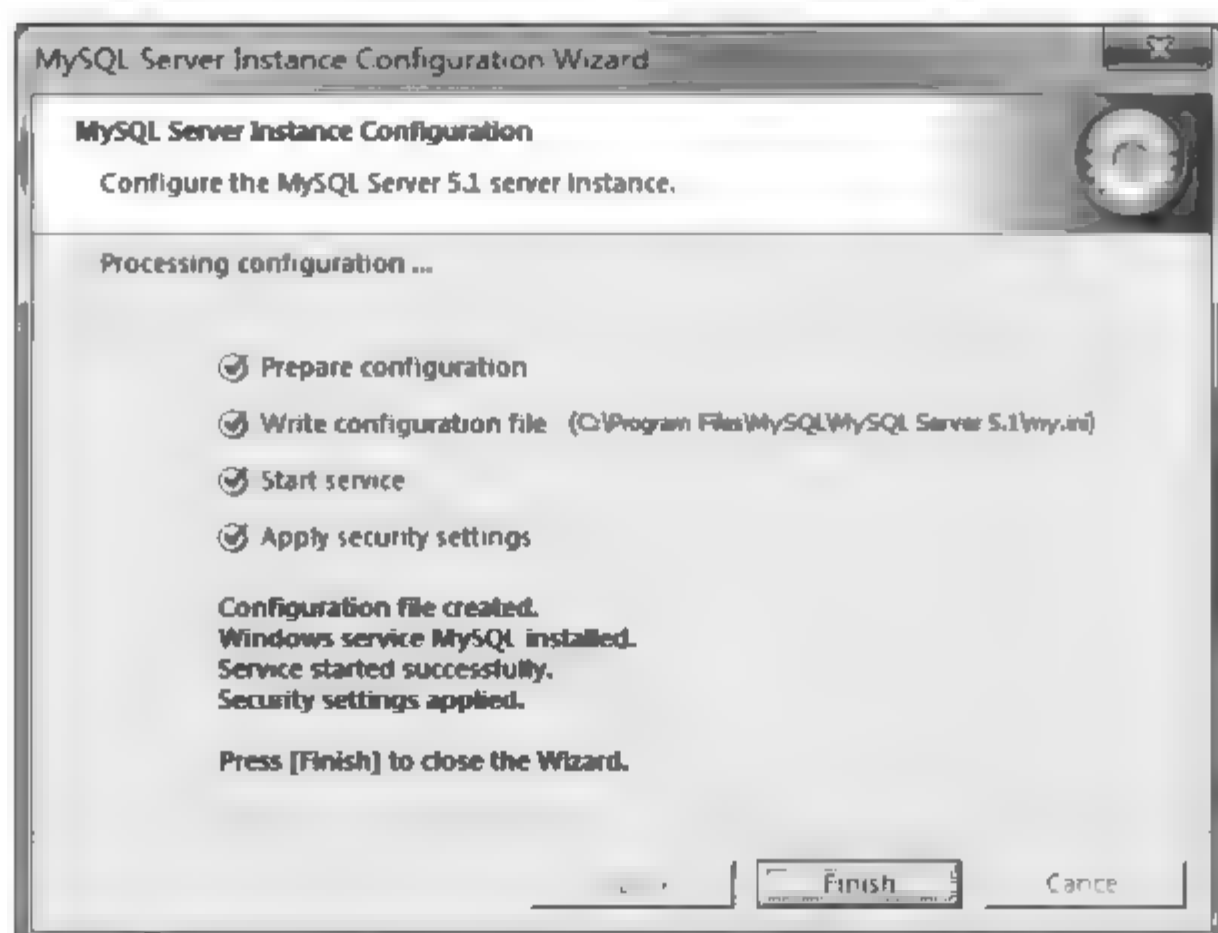 MySQL Server Instance Configuration Wizard
MySQL Server Instance Configuration
Configure the MySQL Server 5.1 server instance.
Processing configuration ...
Prepare configuration
Write configuration file (C:\Program Files\MySQL\MySQL Server 5.1\my.ini)
Start service
Apply security settings
Configuration file created.
Windows service MySQL installed.
Service started successfully.
Security settings applied.
Press [Finish] to close the Wizard.
Finish Cance